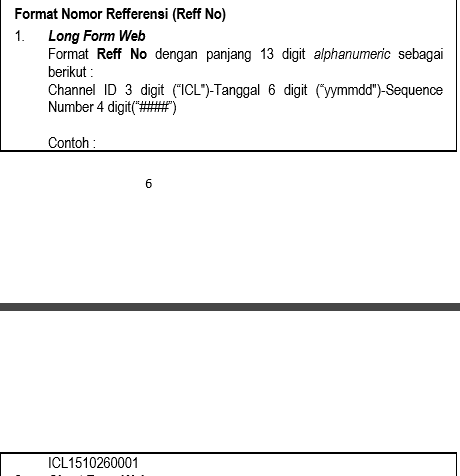 Format Nomor Refferensi (Reff No)
1. Long Form Web
Format Reff No dengan panjang 13 digit alphanumeric sebagai
berikut :
Channel ID 3 digit (“ICL")-Tanggal 6 digit (“yymmdd")-Sequence
Number 4 digit(“####”)
Contoh :
6
ICL1510260001